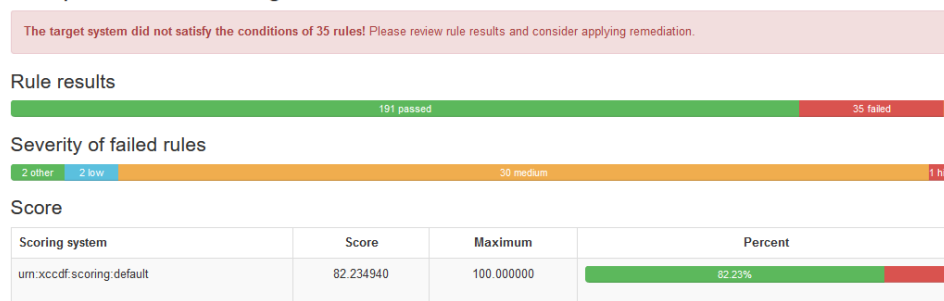 The target system did not satisfy the conditions of 35 rules! Please review rule results and consider applying remediation.
Rule results
191 passed 35 failed
Severity of failed rules
2 other 2 low 30 medium 1
Score
Scoring system Score Maximum Percent
urn:xccdf:scoring:default 82.234940 100.000000 82.23%